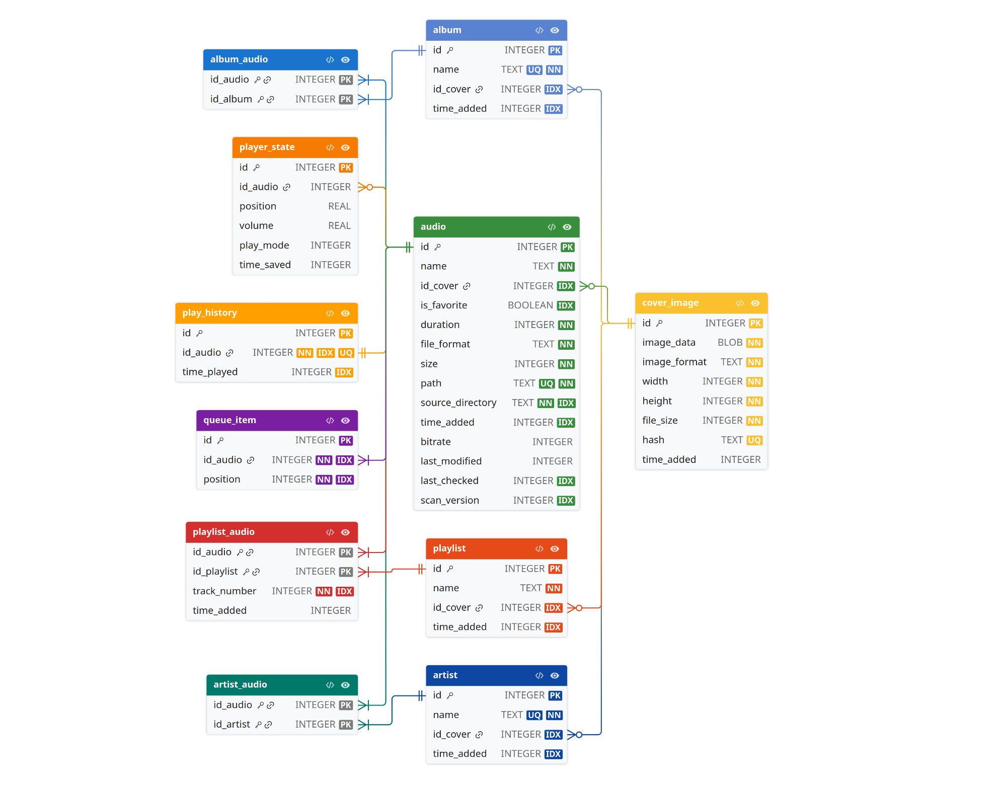 album
id INTEGER PK
name TEXT UQ NN
id_cover INTEGER IDX
time_added INTEGER IDX
album_audio
id_audio INTEGER PK
id_album INTEGER PK
player_state
id INTEGER PK
id_audio INTEGER
position REAL
volume REAL
play_mode INTEGER
time_saved INTEGER
audio
id INTEGER PK
name TEXT NN
id_cover INTEGER IDX
is_favorite BOOLEAN IDX
duration INTEGER NN
file_format TEXT NN
size INTEGER NN
path TEXT UQ NN
source_directory TEXT NN IDX
time_added INTEGER IDX
bitrate INTEGER
last_modified INTEGER
last_checked INTEGER IDX
scan_version INTEGER IDX
cover_image
id INTEGER PK
image_data BLOB NN
image_format TEXT NN
width INTEGER NN
height INTEGER NN
file_size INTEGER NN
hash TEXT UQ
time_added INTEGER
play_history
id INTEGER PK
id_audio INTEGER NN IDX UQ
time_played INTEGER IDX
queue_item
id INTEGER PK
id_audio INTEGER NN IDX
position INTEGER NN IDX
playlist_audio
id_audio INTEGER PK
id_playlist INTEGER PK
track_number INTEGER NN IDX
time_added INTEGER
playlist
id INTEGER PK
name TEXT NN
id_cover INTEGER IDX
time_added INTEGER IDX
artist_audio
id_audio INTEGER PK
id_artist INTEGER PK
artist
id INTEGER PK
name TEXT UQ NN
id_cover INTEGER IDX
time_added INTEGER IDX